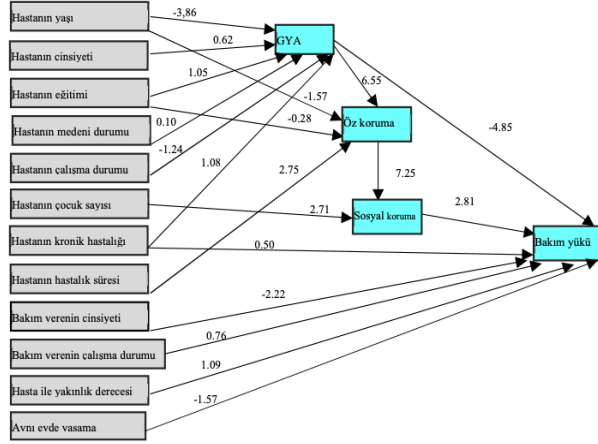 Hastanın yaşı
-3,86
GYA
Hastanın cinsiyeti
0.62
Hastanın eğitimi
1.05
6.55
-1.57
Hastanın medeni durumu
0.10
-0.28
Öz koruma
-4.85
Hastanın çalışma durumu
-1.24
1.08
2.75
7.25
Hastanın çocuk sayısı
2.71
Sosyal koruma
2.81
Hastanın kronik hastalığı
0.50
Bakım yükü
Hastanın hastalık süresi
-2.22
Bakım verenin cinsiyeti
0.76
Bakım verenin çalışma durumu
1.09
Hasta ile yakınlık derecesi
-1.57
Avnı evde vasama